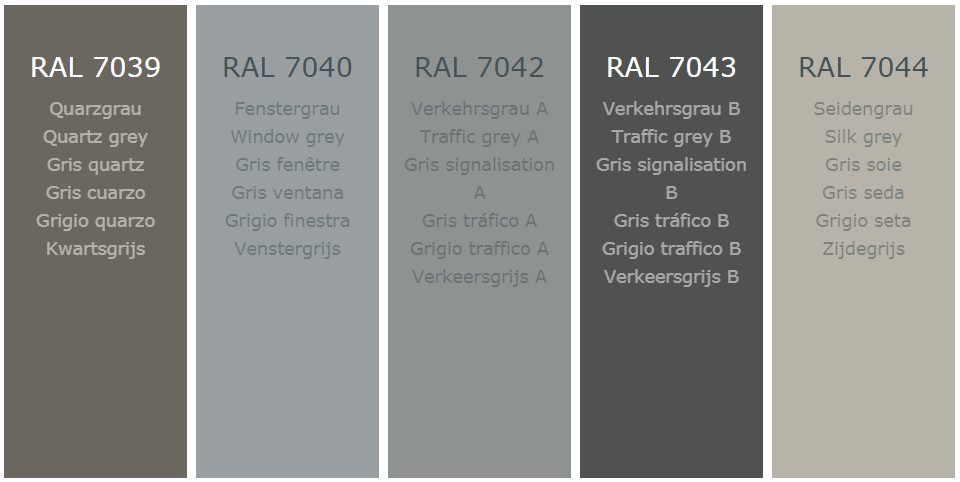 RAL 7039
Quarzgrau
Quartz grey
Gris quartz
Gris cuarzo
Grigio quarzo
Kwartsgrijs
RAL 7040
Fenstergrau
Window grey
Gris fenêtre
Gris ventana
Grigio finestra
Venstergrijs
RAL 7042
Verkehrsgrau A
Traffic grey A
Gris signalisation
A
Gris tráfico A
Grigio traffico A
Verkeersgrijs A
RAL 7043
Verkehrsgrau B
Traffic grey B
Gris signalisation
B
Gris tráfico B
Grigio traffico B
Verkeersgrijs B
RAL 7044
Seidengrau
Silk grey
Gris soie
Gris seda
Grigio seta
Zijdegrijs